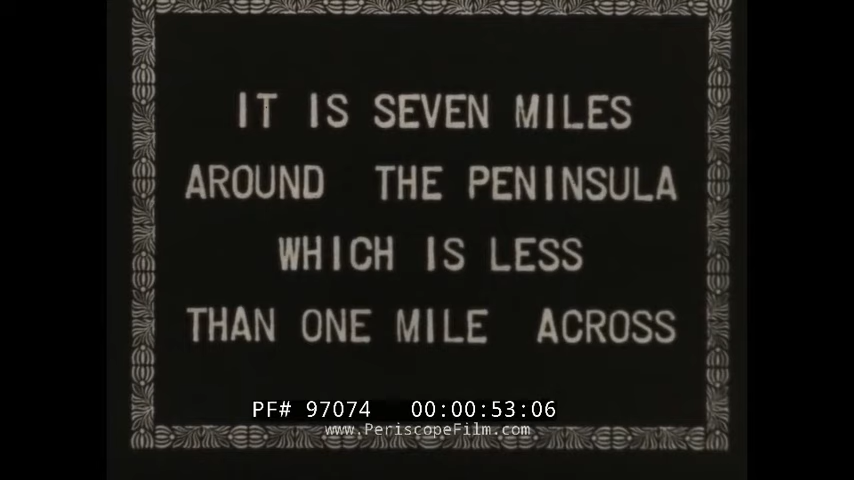 IT IS SEVEN MILES
AROUND THE PENINSULA
WHICH IS LESS
THAN ONE MILE ACROSS
PF# 97074 00:00:53:06
www.PeriscopeFilm.com